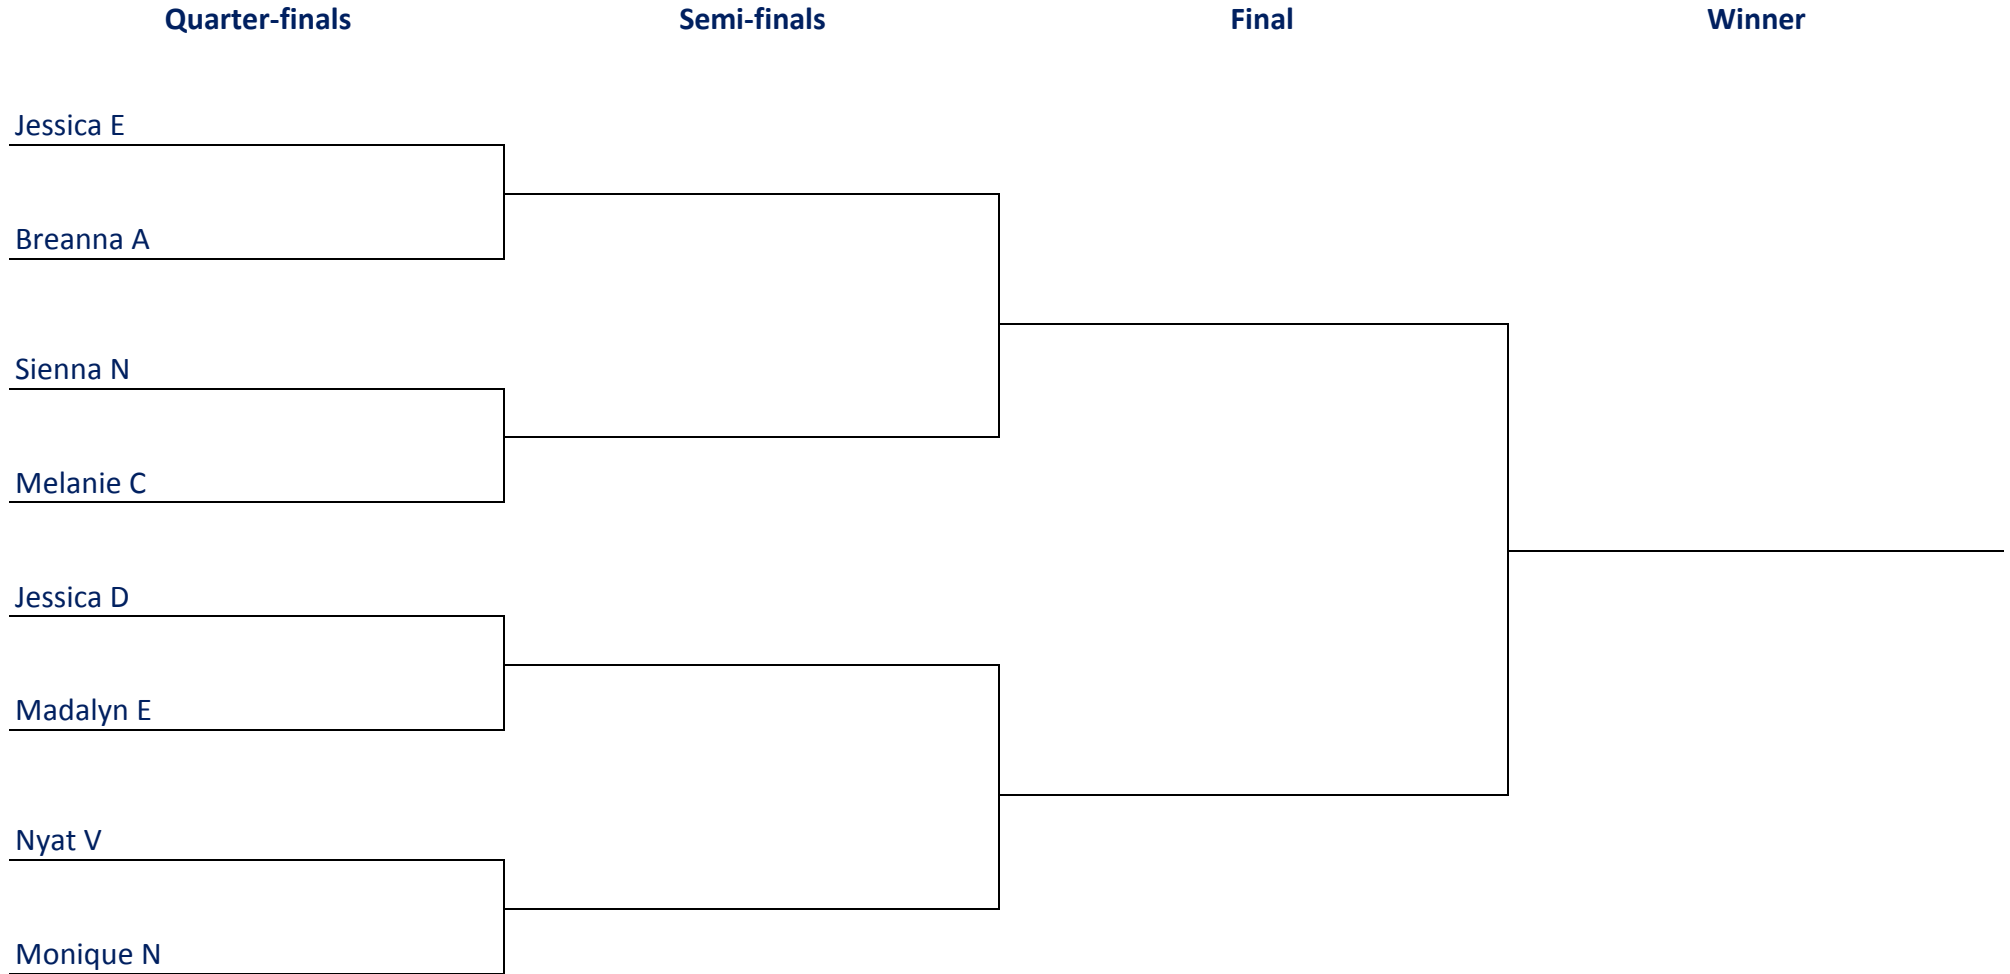 Quarter-finals Semi-finals Final Winner
Jessica E
Breanna A
Sienna N
Melanie C
Jessica D
Madalyn E
Nyat V
Monique N